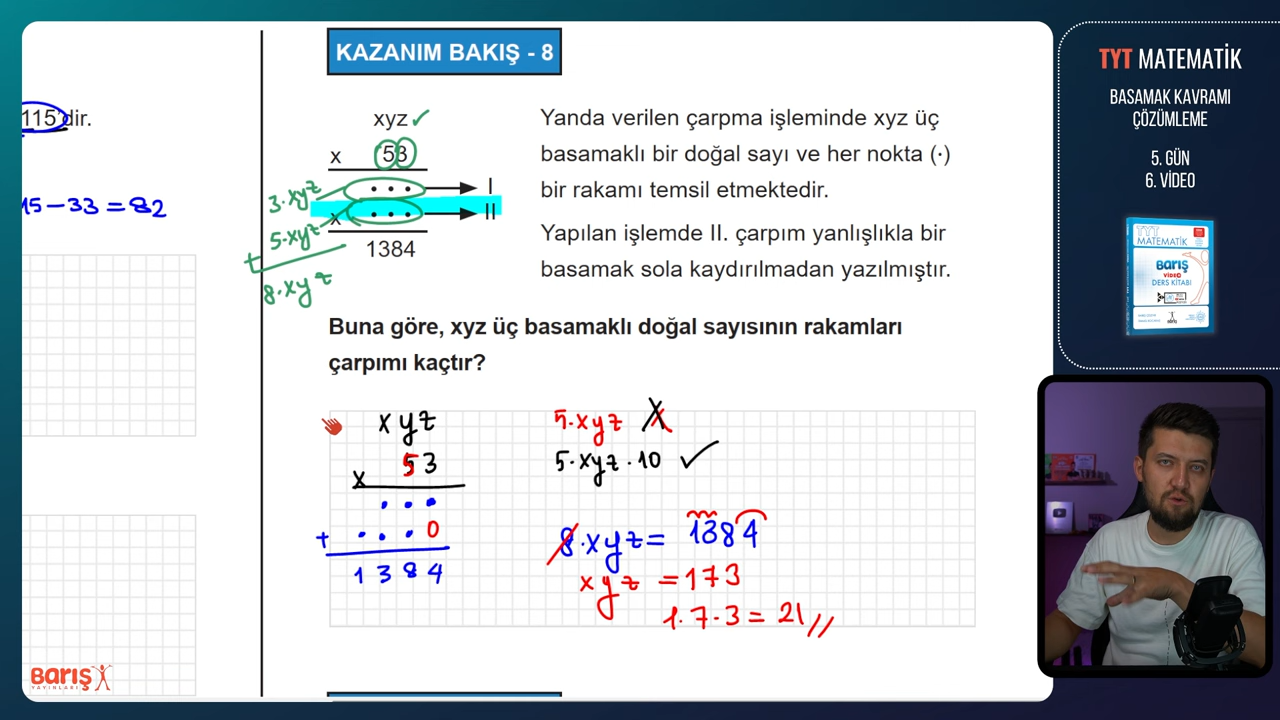 KAZANIM BAKIŞ - 8
115'dir.
15 - 33 = 82
xyz ✓
x 53
3.xyz
... → I
5.xyz
x ... → II
1384
+
8.xyz
Yanda verilen çarpma işleminde xyz üç
basamaklı bir doğal sayı ve her nokta (·)
bir rakamı temsil etmektedir.
Yapılan işlemde II. çarpım yanlışlıkla bir
basamak sola kaydırılmadan yazılmıştır.
Buna göre, xyz üç basamaklı doğal sayısının rakamları
çarpımı kaçtır?
xyz
x 53
...
+ ...0
1384
5.xyz X
5.xyz.10 ✓
8.xyz = 1384
xyz = 173
1.7.3 = 21 //
BARIŞ
YAYINLARI
TYT MATEMATİK
BASAMAK KAVRAMI
ÇÖZÜMLEME
5. GÜN
6. VİDEO
TYT
MATEMATİK
BARIŞ
VİDEO
DERS KİTABI